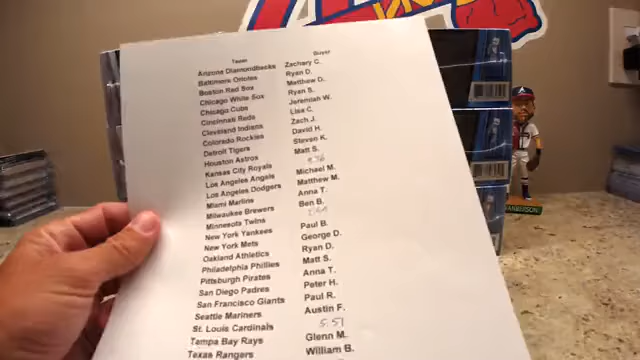 Team Buyer
Arizona Diamondbacks Zachary C.
Baltimore Orioles Ryan D.
Boston Red Sox Matthew D.
Chicago White Sox Ryan S.
Chicago Cubs Jeremiah W.
Cincinnati Reds Lisa C.
Cleveland Indians Zach J.
Colorado Rockies David H.
Detroit Tigers Steven K.
Houston Astros Matt S.
Kansas City Royals
Los Angeles Angels Michael M.
Los Angeles Dodgers Matthew M.
Miami Marlins Anna T.
Milwaukee Brewers Ben B.
Minnesota Twins
New York Yankees Paul B.
New York Mets George D.
Oakland Athletics Ryan D.
Philadelphia Phillies Matt S.
Pittsburgh Pirates Anna T.
San Diego Padres Peter H.
San Francisco Giants Paul R.
Seattle Mariners Austin F.
St. Louis Cardinals 5.51
Tampa Bay Rays Glenn M.
Texas Rangers William B.